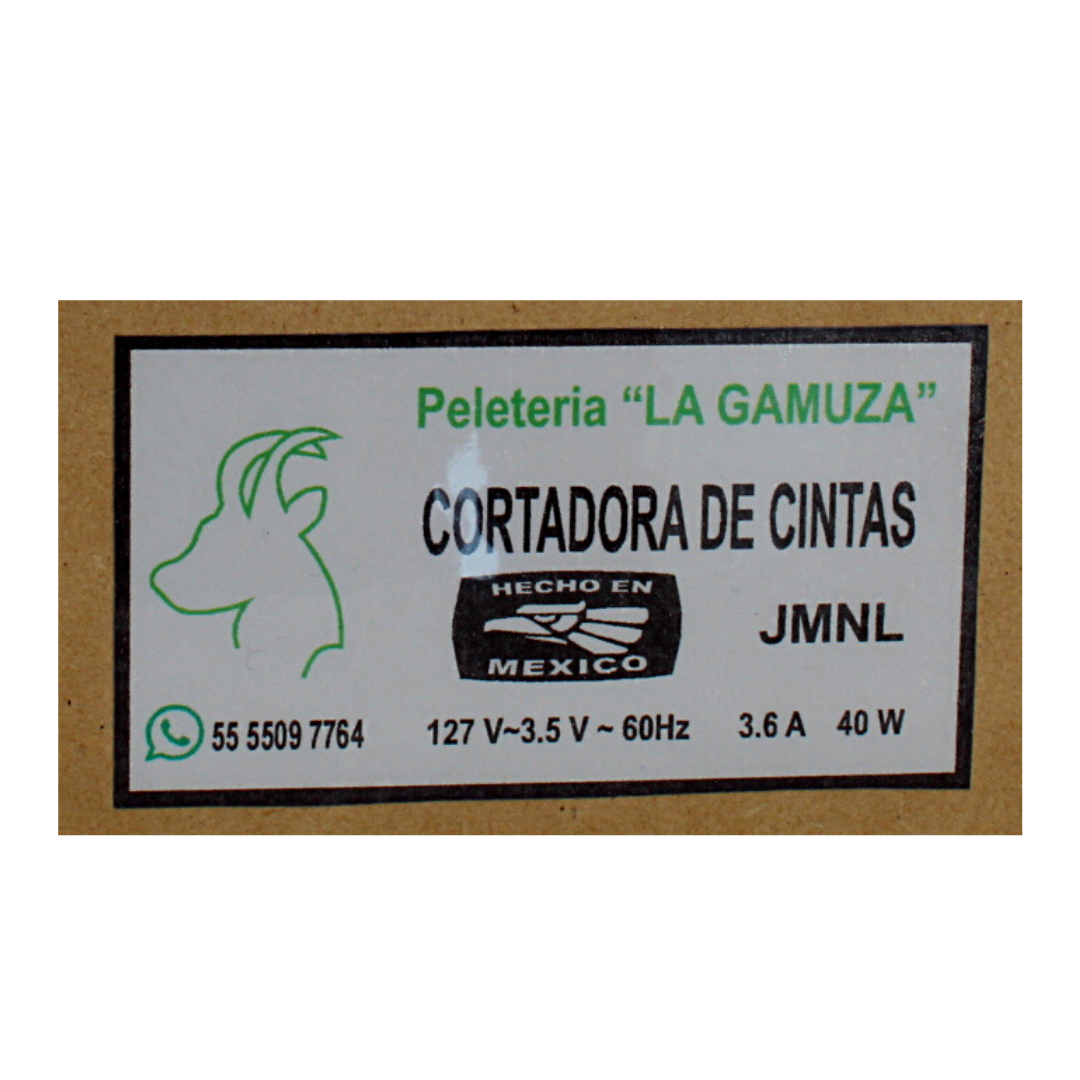 Peleteria “LA GAMUZA”
CORTADORA DE CINTAS
HECHO EN
MEXICO
JMNL
55 5509 7764
127 V~3.5 V ~ 60Hz 3.6 A 40 W